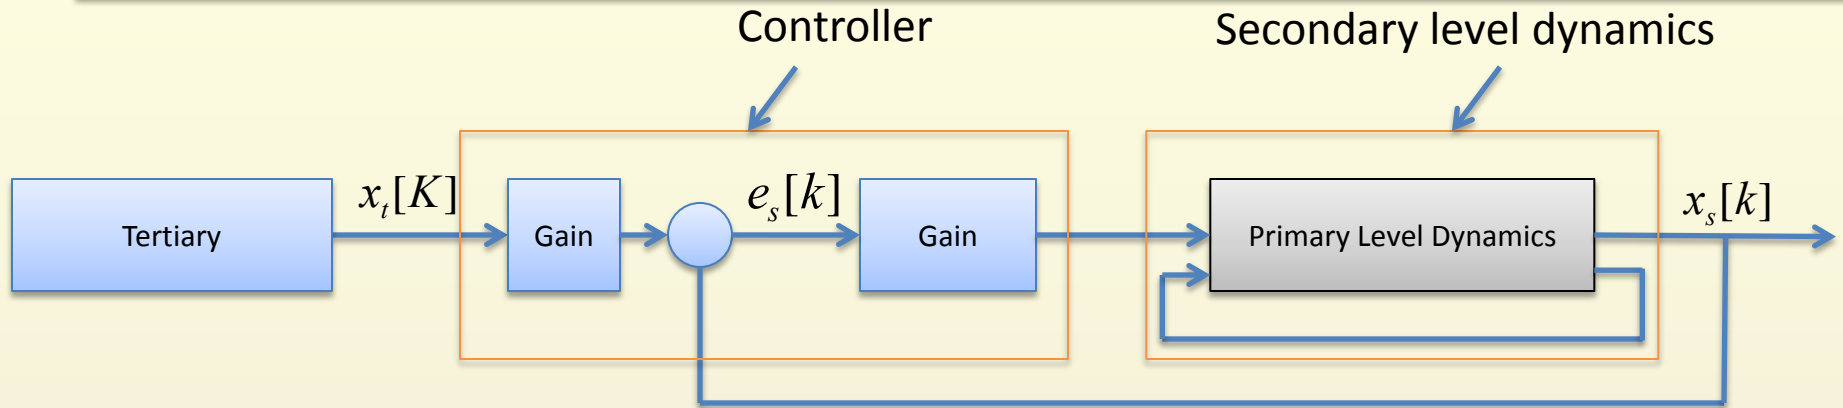 Controller
Secondary level dynamics
Tertiary
x_t[K]
Gain
e_s[k]
Gain
Primary Level Dynamics
x_s[k]